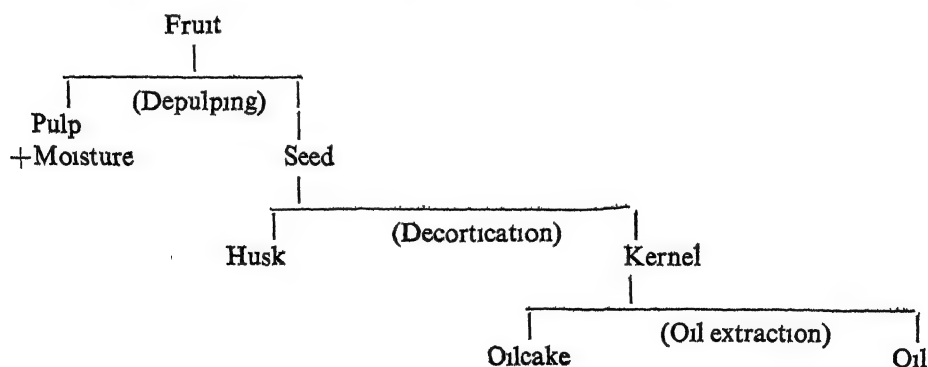 Fruit
(Depulping)
Pulp
+Moisture
Seed
(Decortication)
Husk
Kernel
(Oil extraction)
Oilcake
Oil